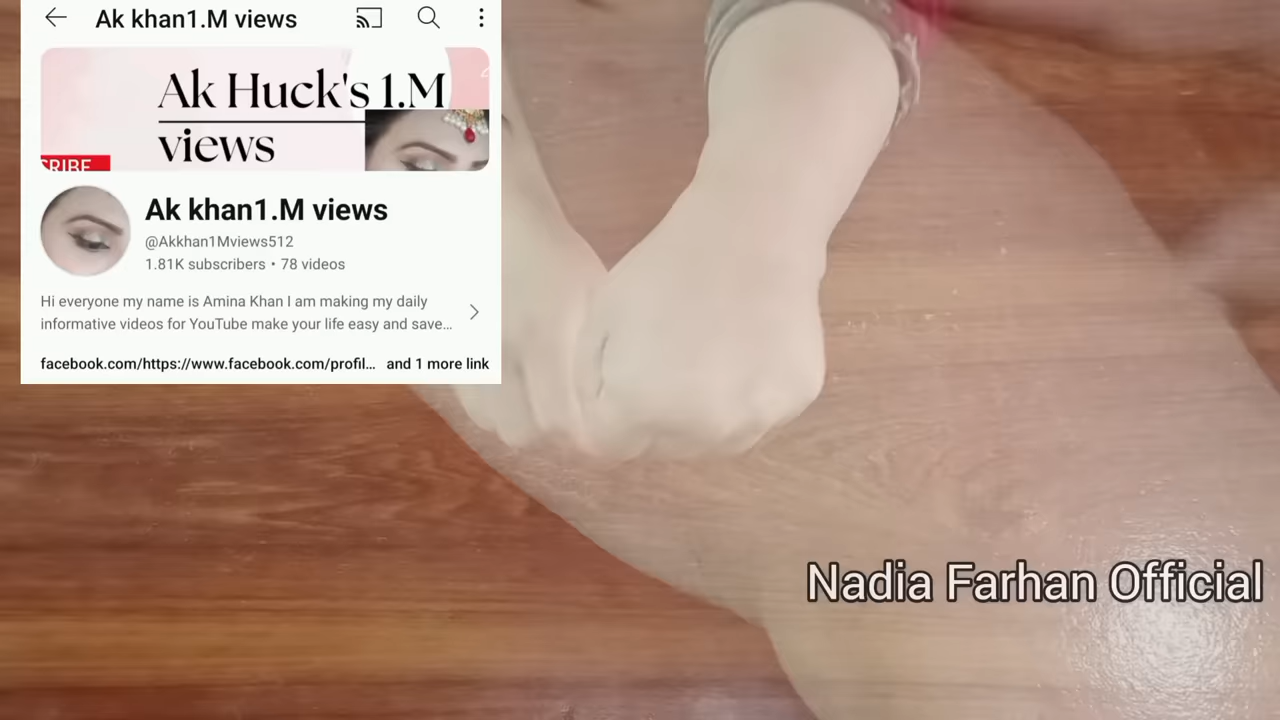 Ak khan1.M views
Ak Huck's 1.M
views
CRIBE
Ak khan1.M views
@Akkhan1Mviews512
1.81K subscribers • 78 videos
Hi everyone my name is Amina Khan I am making my daily
informative videos for YouTube make your life easy and save…
facebook.com/https://www.facebook.com/profil… and 1 more link
Nadia Farhan Official